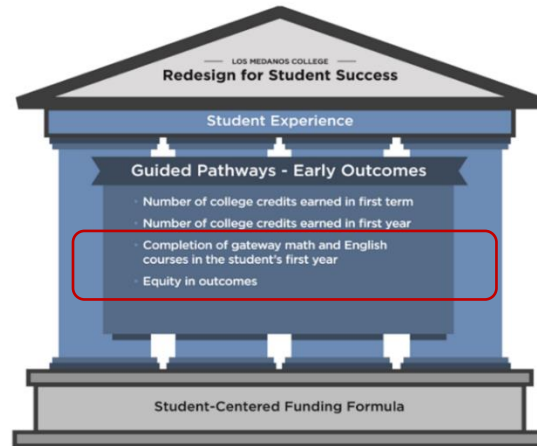 LOS MEDANOS COLLEGE
Redesign for Student Success
Student Experience
Guided Pathways - Early Outcomes
· Number of college credits earned in first term
· Number of college credits earned in first year
· Completion of gateway math and English
courses in the student's first year
· Equity in outcomes
Student-Centered Funding Formula